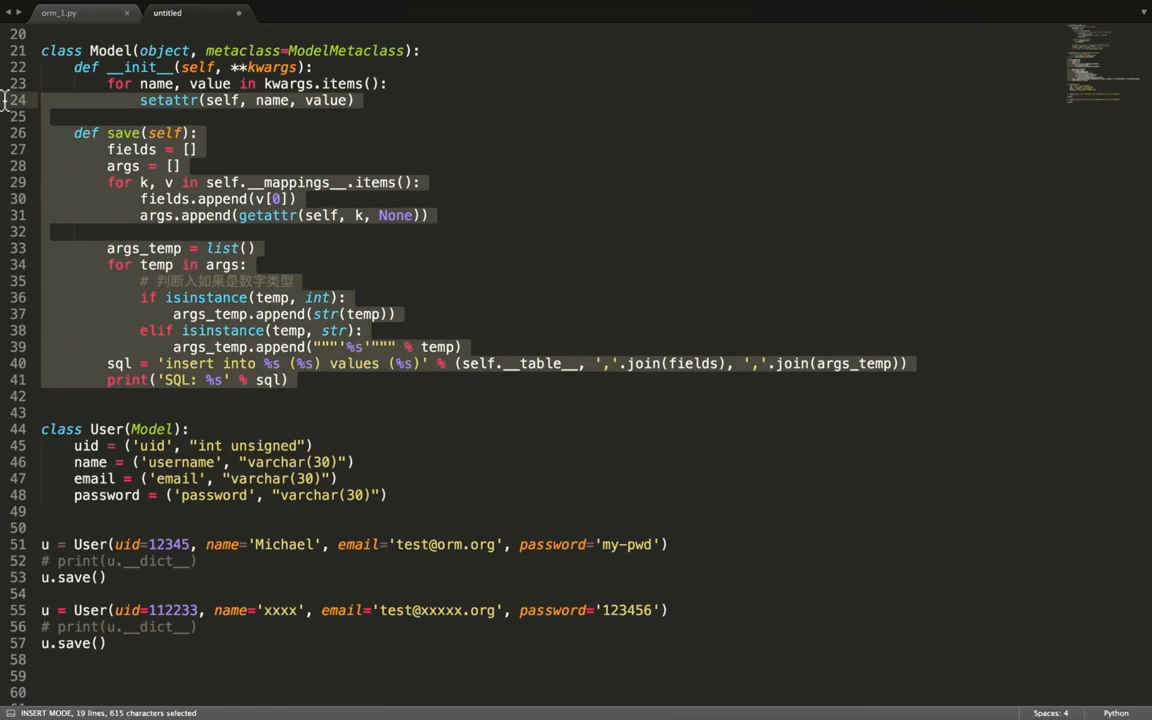 orm_1.py × untitled
20
21 class Model(object, metaclass=ModelMetaclass):
22     def __init__(self, **kwargs):
23         for name, value in kwargs.items():
24             setattr(self, name, value)
25
26     def save(self):
27         fields = []
28         args = []
29         for k, v in self.__mappings__.items():
30             fields.append(v[0])
31             args.append(getattr(self, k, None))
32
33         args_temp = list()
34         for temp in args:
35             # 判断入如果是数字类型
36             if isinstance(temp, int):
37                 args_temp.append(str(temp))
38             elif isinstance(temp, str):
39                 args_temp.append("""'%s'""" % temp)
40         sql = 'insert into %s (%s) values (%s)' % (self.__table__, ','.join(fields), ','.join(args_temp))
41         print('SQL: %s' % sql)
42
43
44 class User(Model):
45     uid = ('uid', "int unsigned")
46     name = ('username', "varchar(30)")
47     email = ('email', "varchar(30)")
48     password = ('password', "varchar(30)")
49
50
51 u = User(uid=12345, name='Michael', email='test@orm.org', password='my-pwd')
52 # print(u.__dict__)
53 u.save()
54
55 u = User(uid=112233, name='xxxx', email='test@xxxxx.org', password='123456')
56 # print(u.__dict__)
57 u.save()
58
59
60
INSERT MODE, 19 lines, 615 characters selected
Spaces: 4
Python